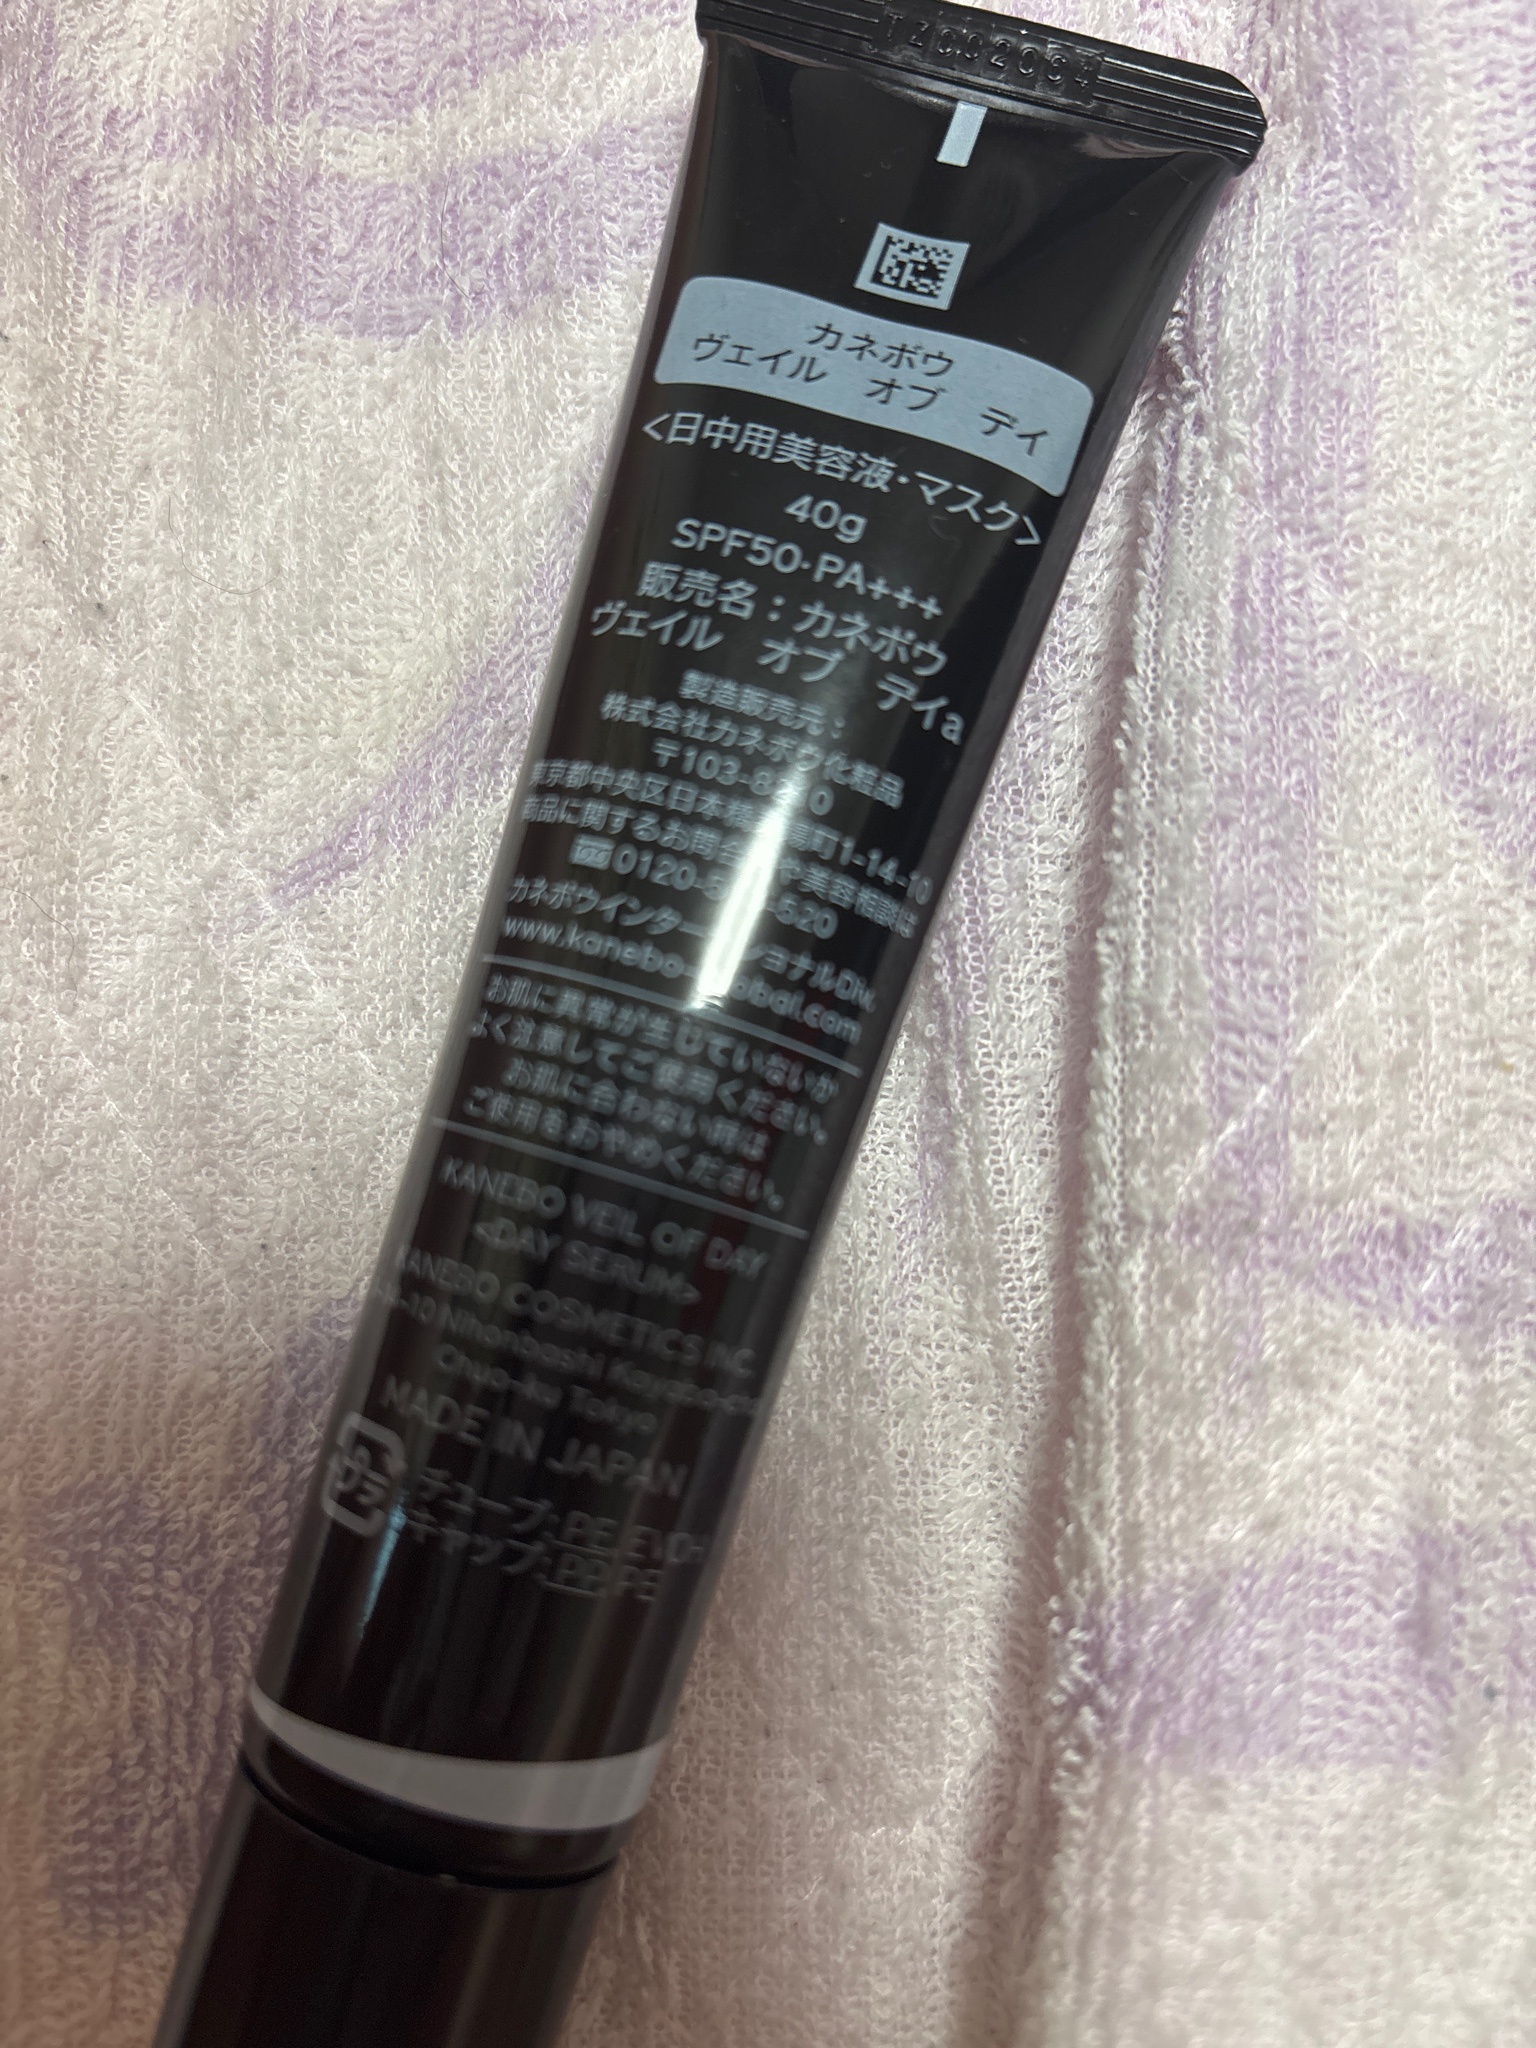 カネボウ
ヴェイル オブ デイ
<日中用美容液・マスク>
40g
SPF50・PA+++
販売名:カネボウ
ヴェイル オブ デイa
製造販売元:
株式会社カネボウ化粧品
〒103-8 0
東京都中央区日本橋 町1-14-10
商品に関するお問合 や美容相談は
0120-5 -520
カネボウインター ショナルDiv.
www.kanebo- obal.com
お肌に異常が生じていないか
よく注意してご使用ください。
お肌に合わない時は
ご使用をおやめください。
KANEBO VEIL OF DAY
<DAY SERUM>
KANEBO COSMETICS INC.
-10 Nihonbashi
Chuo-ku Tokyo
MADE IN JAPAN
プラ
チューブ:PE,EVOH
キャップ:PP,PE